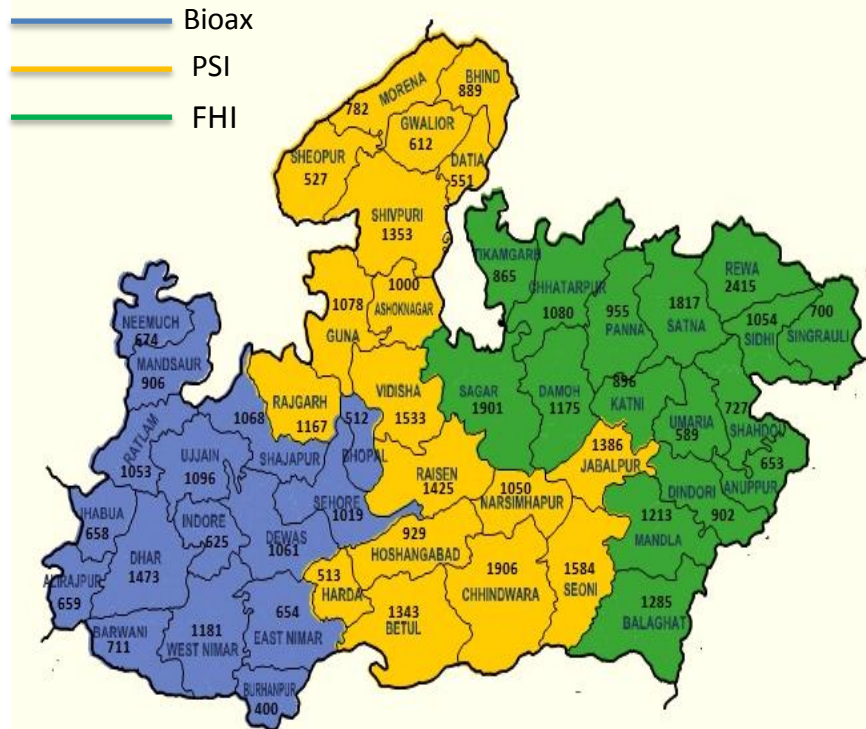 Bioax
PSI
FHI
MORENA
782
BHIND
889
GWALIOR
612
SHEOPUR
527
DATIA
551
SHIVPURI
1353
1000
ASHOKNAGAR
1078
GUNA
TIKAMGARH
865
CHHATARPUR
1080
955
PANNA
1817
SATNA
REWA
2415
1054
SIDHI
700
SINGRAULI
NEEMUCH
674
MANDSAUR
906
RATLAM
1053
UJJAIN
1096
1068
SHAJAPUR
RAJGARH
1167
512
BHOPAL
VIDISHA
1533
SAGAR
1901
DAMOH
1175
896
KATNI
UMARIA
589
727
SHAHDOL
653
ANUPPUR
DINDORI
902
1386
JABALPUR
RAISEN
1425
1050
NARSIMHAPUR
SEHORE
1019
INDORE
625
DEWAS
1061
JHABUA
658
DHAR
1473
ALIRAJPUR
659
BARWANI
711
1181
WEST NIMAR
654
EAST NIMAR
BURHANPUR
400
513
HARDA
929
HOSHANGABAD
1343
BETUL
1906
CHHINDWARA
1584
SEONI
1213
MANDLA
1285
BALAGHAT